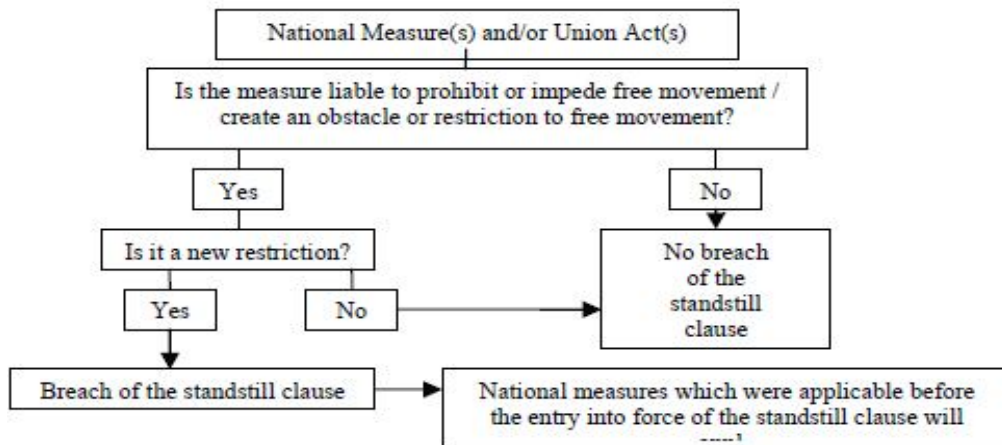 National Measure(s) and/or Union Act(s)
Is the measure liable to prohibit or impede free movement /
create an obstacle or restriction to free movement?
Yes
No
Is it a new restriction?
No breach
of the
standstill
clause
Yes
No
Breach of the standstill clause
National measures which were applicable before
the entry into force of the standstill clause will